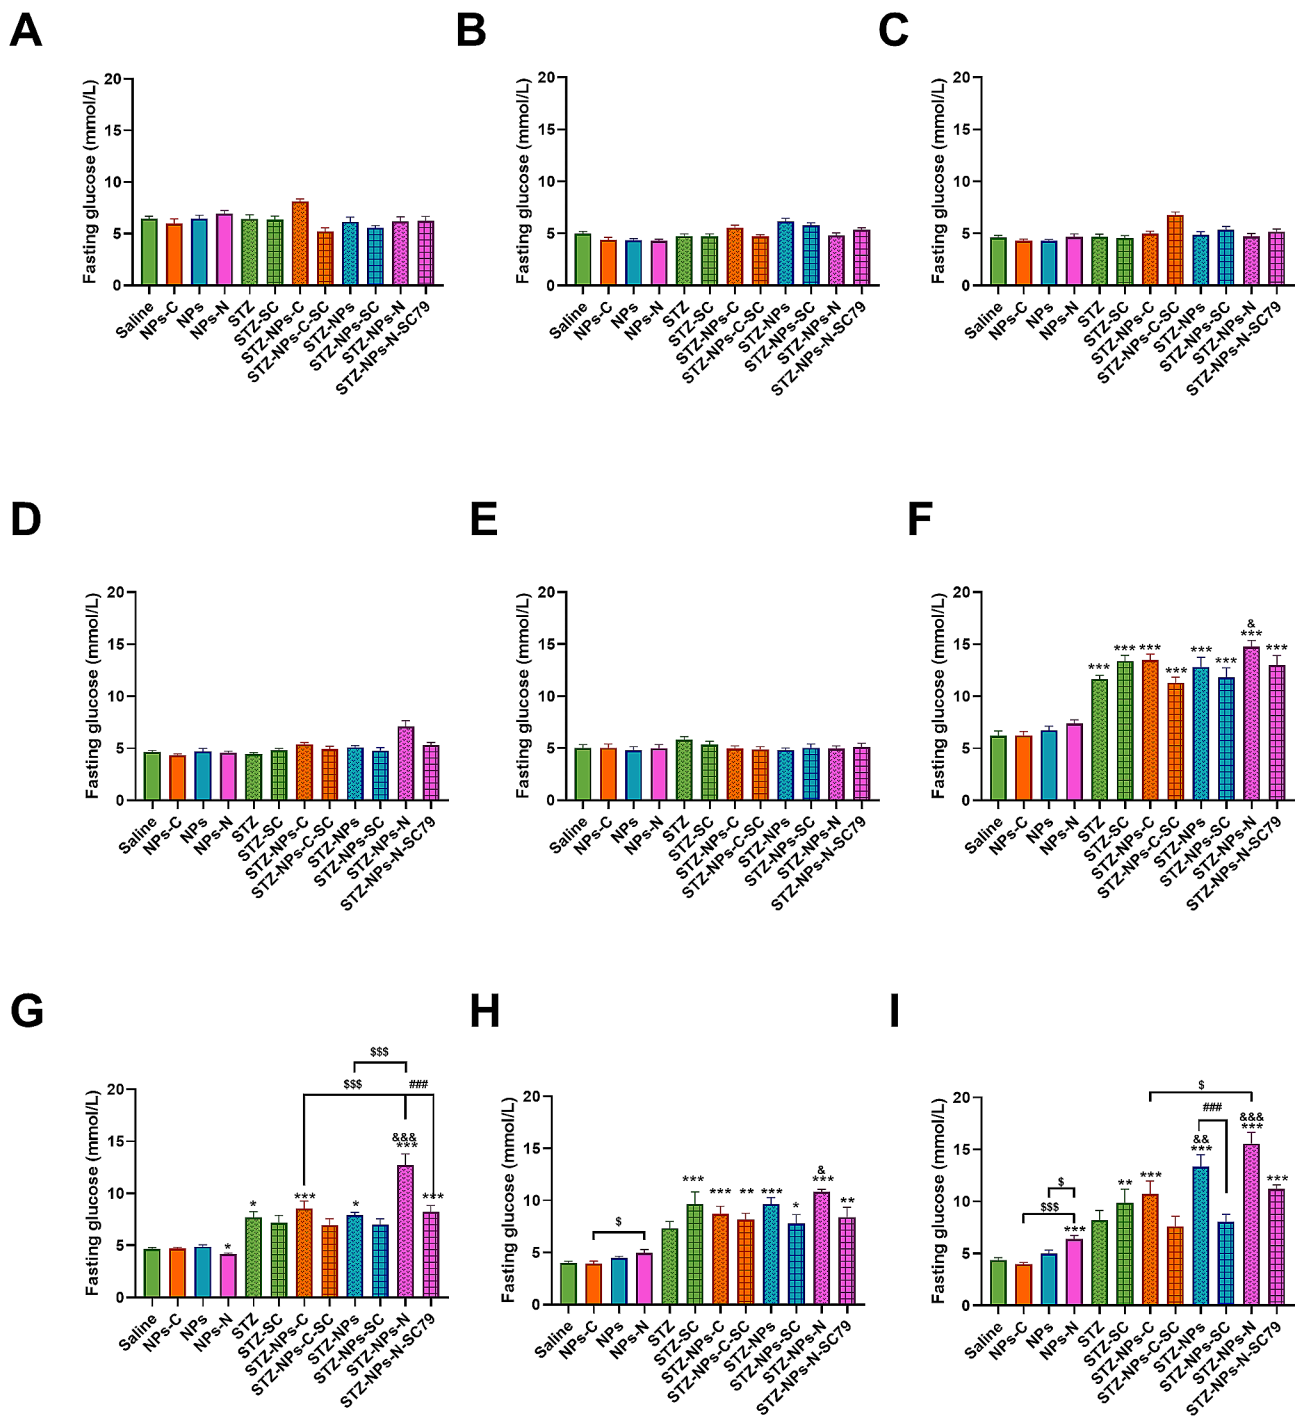 A
Fasting glucose (mmol/L)
20
15
10
5
0
Saline
NPs-C
NPs
NPs-N
STZ
STZ-SC
STZ-NPs-C
STZ-NPs-C-SC
STZ-NPs
STZ-NPs-SC
STZ-NPs-N
STZ-NPs-N-SC79
B
Fasting glucose (mmol/L)
20
15
10
5
0
Saline
NPs-C
NPs
NPs-N
STZ
STZ-SC
STZ-NPs-C
STZ-NPs-C-SC
STZ-NPs
STZ-NPs-SC
STZ-NPs-N
STZ-NPs-N-SC79
C
Fasting glucose (mmol/L)
20
15
10
5
0
Saline
NPs-C
NPs
NPs-N
STZ
STZ-SC
STZ-NPs-C
STZ-NPs-C-SC
STZ-NPs
STZ-NPs-SC
STZ-NPs-N
STZ-NPs-N-SC79
D
Fasting glucose (mmol/L)
20
15
10
5
0
Saline
NPs-C
NPs
NPs-N
STZ
STZ-SC
STZ-NPs-C
STZ-NPs-C-SC
STZ-NPs
STZ-NPs-SC
STZ-NPs-N
STZ-NPs-N-SC79
E
Fasting glucose (mmol/L)
20
15
10
5
0
Saline
NPs-C
NPs
NPs-N
STZ
STZ-SC
STZ-NPs-C
STZ-NPs-C-SC
STZ-NPs
STZ-NPs-SC
STZ-NPs-N
STZ-NPs-N-SC79
F
Fasting glucose (mmol/L)
20
15
10
5
0
***
***
***
***
***
***
&
***
***
Saline
NPs-C
NPs
NPs-N
STZ
STZ-SC
STZ-NPs-C
STZ-NPs-C-SC
STZ-NPs
STZ-NPs-SC
STZ-NPs-N
STZ-NPs-N-SC79
G
Fasting glucose (mmol/L)
20
15
10
5
0
$$$
$$$
###
*
*
***
*
&&&
***
***
Saline
NPs-C
NPs
NPs-N
STZ
STZ-SC
STZ-NPs-C
STZ-NPs-C-SC
STZ-NPs
STZ-NPs-SC
STZ-NPs-N
STZ-NPs-N-SC79
H
Fasting glucose (mmol/L)
20
15
10
5
0
$
***
***
**
***
*
&
***
**
Saline
NPs-C
NPs
NPs-N
STZ
STZ-SC
STZ-NPs-C
STZ-NPs-C-SC
STZ-NPs
STZ-NPs-SC
STZ-NPs-N
STZ-NPs-N-SC79
I
Fasting glucose (mmol/L)
20
15
10
5
0
$
###
$
$$$
***
**
***
&&
***
&&&
***
***
Saline
NPs-C
NPs
NPs-N
STZ
STZ-SC
STZ-NPs-C
STZ-NPs-C-SC
STZ-NPs
STZ-NPs-SC
STZ-NPs-N
STZ-NPs-N-SC79